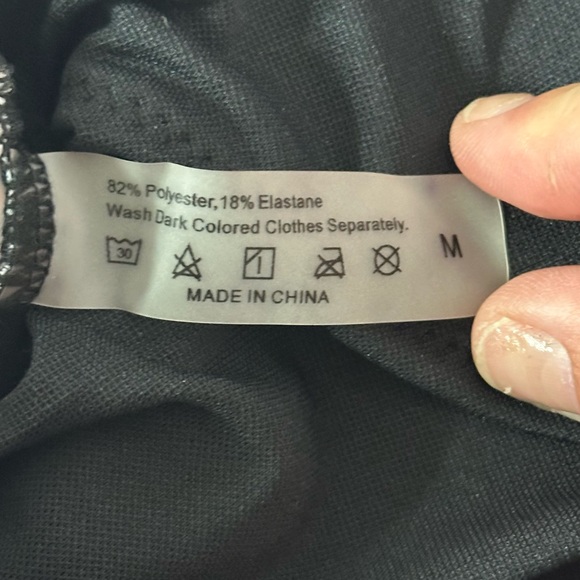 82% Polyester,18% Elastane
Wash Dark Colored Clothes Separately.
30 M
MADE IN CHINA